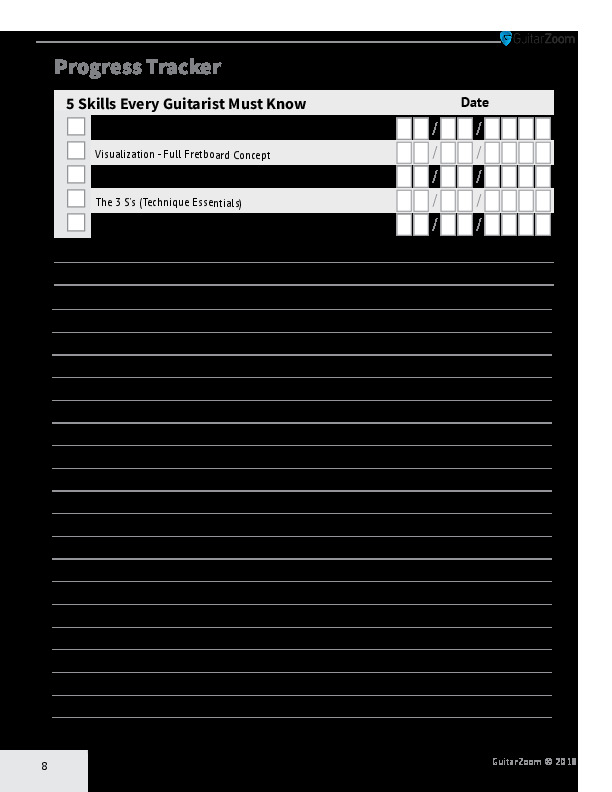 GuitarZoom
Progress Tracker
5 Skills Every Guitarist Must Know Date
/ /
Visualization - Full Fretboard Concept / /
/ /
The 3 S's (Technique Essentials) / /
/ /
8
GuitarZoom © 2018